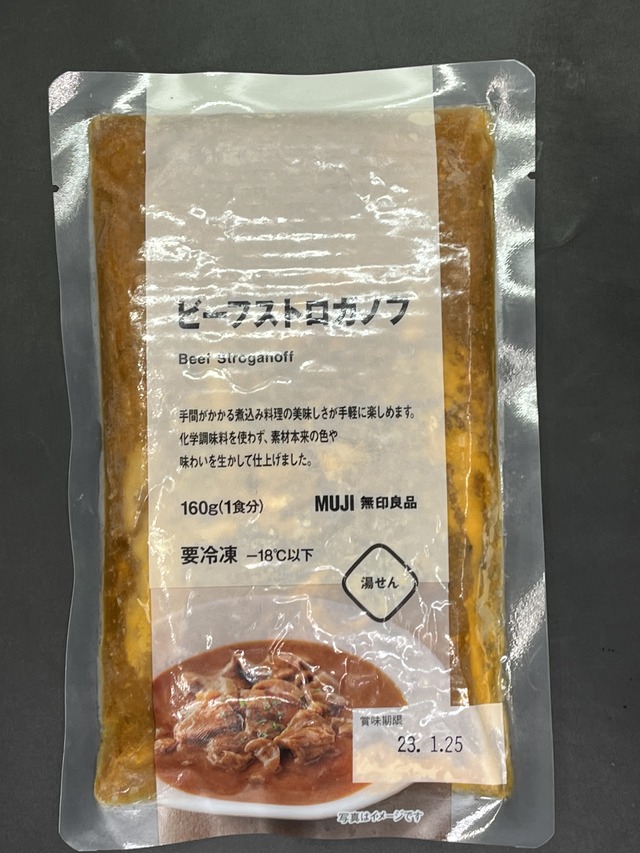 ビーフストロガノフ
Beef Stroganoff
手間がかかる煮込み料理の美味しさが手軽に楽しめます。
化学調味料を使わず、素材本来の色や
味わいを生かして仕上げました。
160g(1食分)
MUJI 無印良品
要冷凍 −18℃以下
湯せん
賞味期限
23. 1.25
写真はイメージです